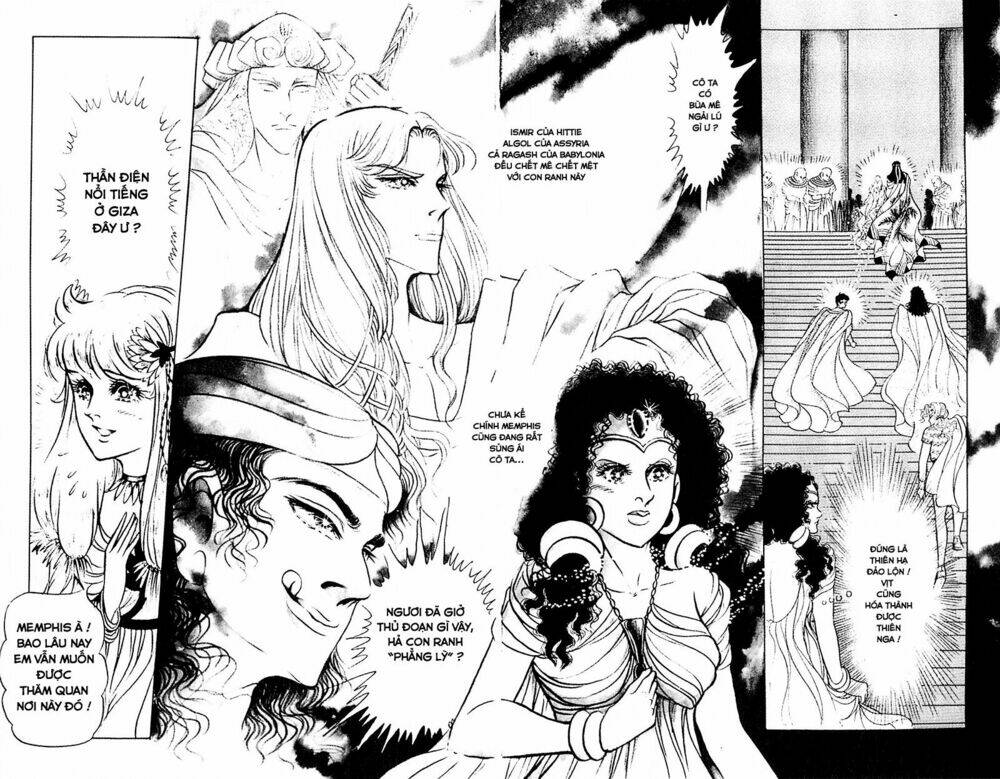 CÔ TA
CÓ
BÙA MÊ
NGẢI LÚ
GÌ Ư ?
ISMIR CỦA HITTIE
ALGOL CỦA ASSYRIA
CẢ RAGASH CỦA BABYLONIA
ĐỀU CHẾT MÊ CHẾT MỆT
VỚI CON RANH NÀY
THẦN ĐIỆN
NỔI TIẾNG
Ở GIZA
ĐÂY Ư ?
CHƯA KỂ
CHÍNH MEMPHIS
CŨNG ĐANG RẤT
SỦNG ÁI
CÔ TA...
ĐÚNG LÀ
THIÊN HẠ
ĐẢO LỘN !
VỊT
CŨNG
HÓA THÁNH
ĐƯỢC
THIÊN
NGA !
NGƯƠI ĐÃ GIỞ
THỦ ĐOẠN GÌ VẬY,
HẢ CON RANH
"PHẲNG LỲ" ?
MEMPHIS À !
BAO LÂU NAY
EM VẪN MUỐN
ĐƯỢC
THĂM QUAN
NƠI NÀY ĐÓ !